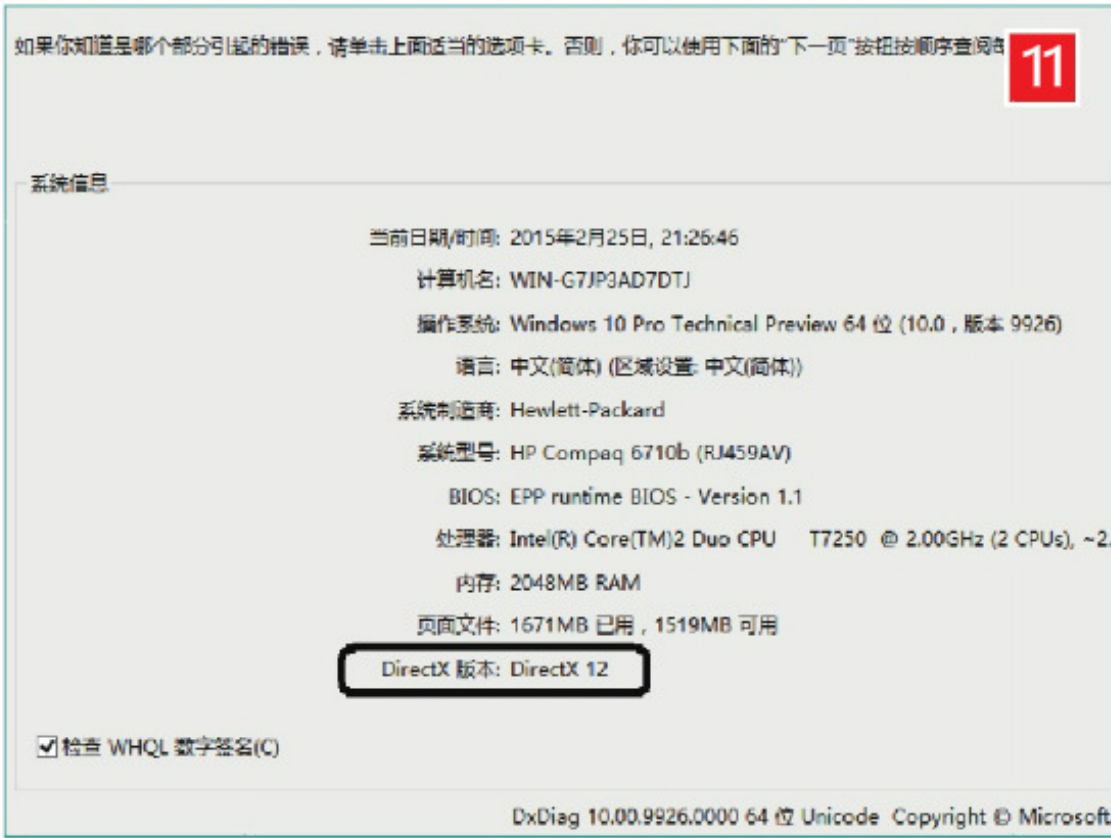 如果你知道是哪个部分引起的错误，请单击上面适当的选项卡。否则，你可以使用下面的"下一页"按钮按顺序查阅
11
系统信息
当前日期/时间: 2015年2月25日, 21:26:46
计算机名: WIN-G7JP3AD7DTJ
操作系统: Windows 10 Pro Technical Preview 64 位 (10.0，版本 9926)
语言: 中文(简体) (区域设置: 中文(简体))
系统制造商: Hewlett-Packard
系统型号: HP Compaq 6710b (RJ459AV)
BIOS: EPP runtime BIOS - Version 1.1
处理器: Intel(R) Core(TM)2 Duo CPU T7250 @ 2.00GHz (2 CPUs), ~2.
内存: 2048MB RAM
页面文件: 1671MB 已用，1519MB 可用
DirectX 版本: DirectX 12
检查 WHQL 数字签名(C)
DxDiag 10.00.9926.0000 64 位 Unicode Copyright © Microsoft